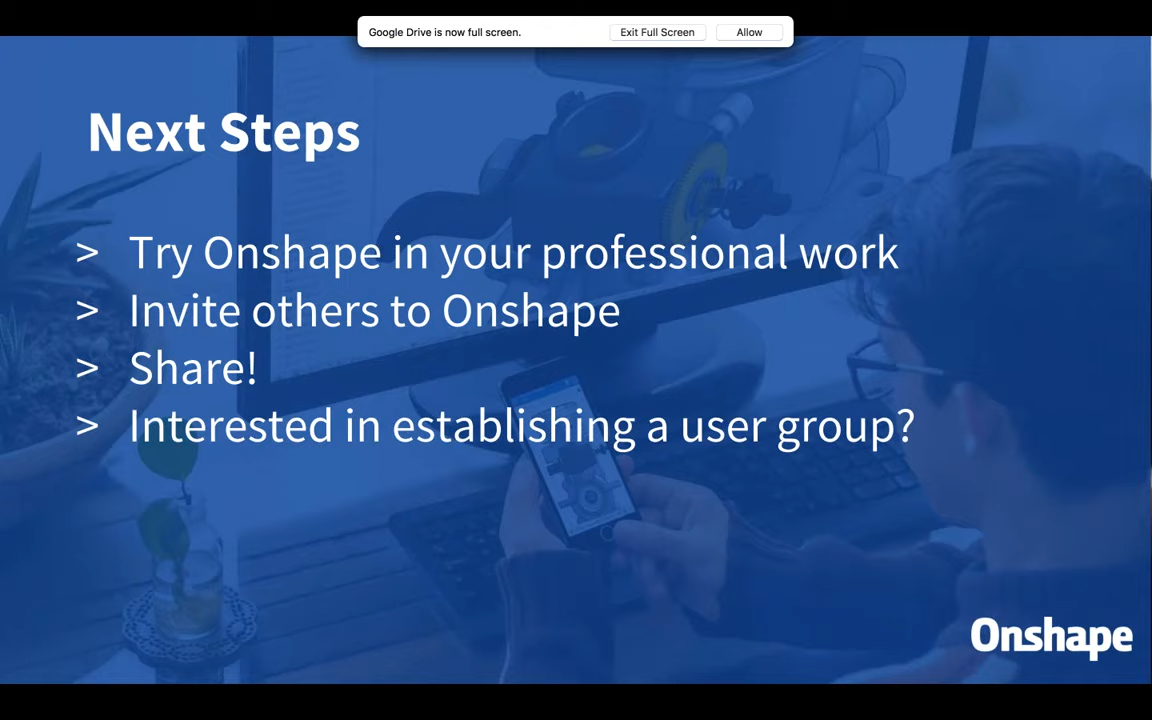 Google Drive is now full screen. Exit Full Screen Allow
Next Steps
> Try Onshape in your professional work
> Invite others to Onshape
> Share!
> Interested in establishing a user group?
Onshape